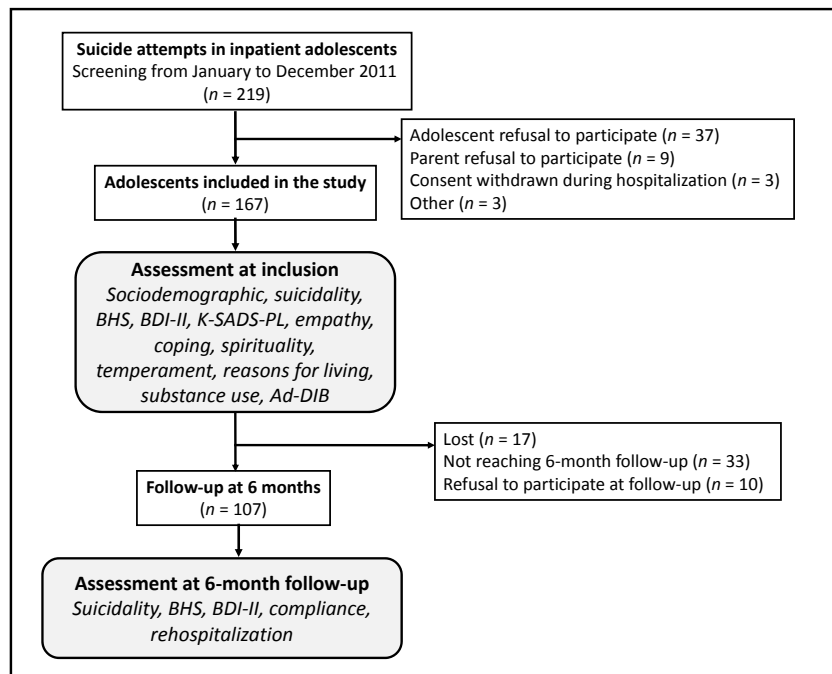 Suicide attempts in inpatient adolescents
Screening from January to December 2011
(n = 219)
Adolescent refusal to participate (n = 37)
Parent refusal to participate (n = 9)
Consent withdrawn during hospitalization (n = 3)
Other (n = 3)
Adolescents included in the study
(n = 167)
Assessment at inclusion
Sociodemographic, suicidality,
BHS, BDI-II, K-SADS-PL, empathy,
coping, spirituality,
temperament, reasons for living,
substance use, Ad-DIB
Lost (n = 17)
Not reaching 6-month follow-up (n = 33)
Refusal to participate at follow-up (n = 10)
Follow-up at 6 months
(n = 107)
Assessment at 6-month follow-up
Suicidality, BHS, BDI-II, compliance,
rehospitalization